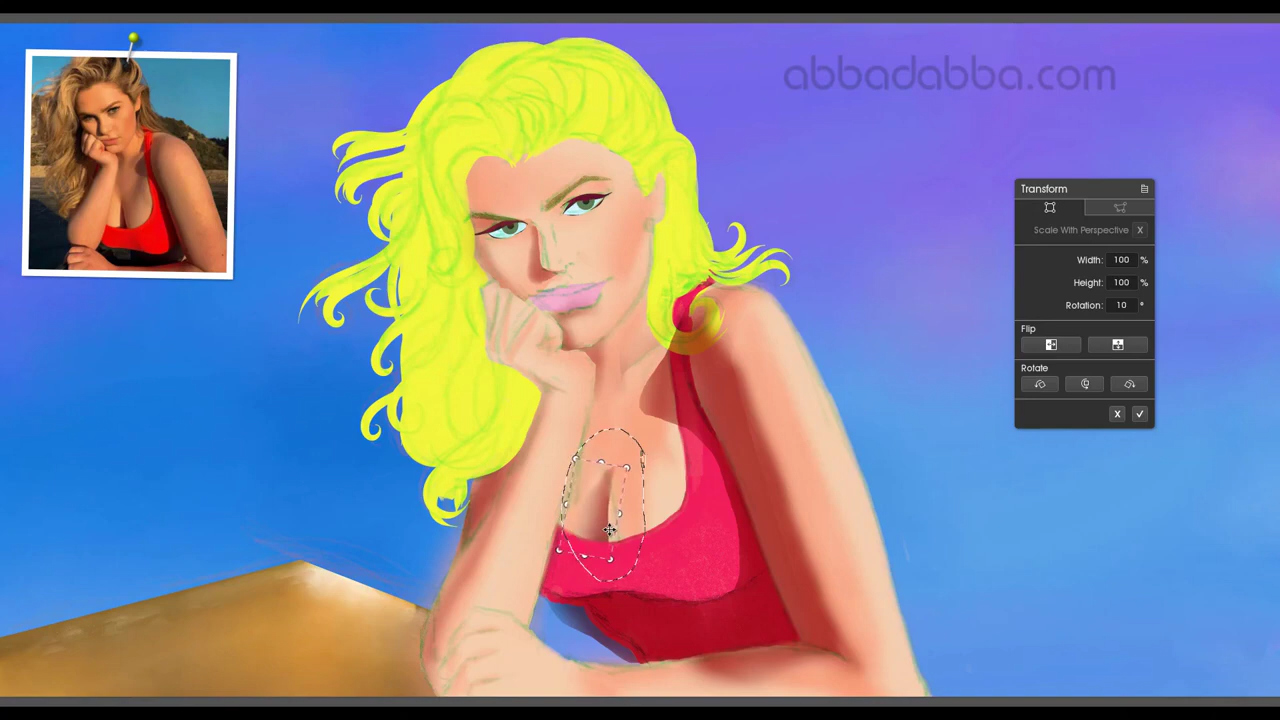 abbadabba.com
Transform
Scale With Perspective X
Width: 100 %
Height: 100 %
Rotation: 10 °
Flip
Rotate
X